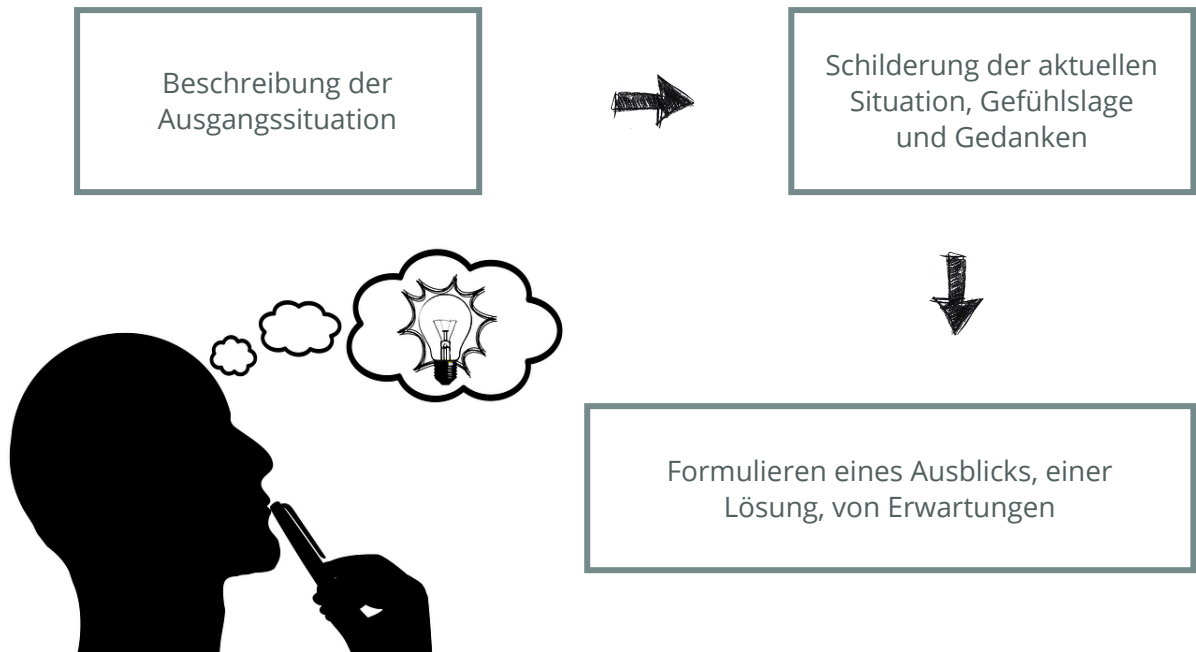 Beschreibung der
Ausgangssituation
Schilderung der aktuellen
Situation, Gefühlslage
und Gedanken
Formulieren eines Ausblicks, einer
Lösung, von Erwartungen